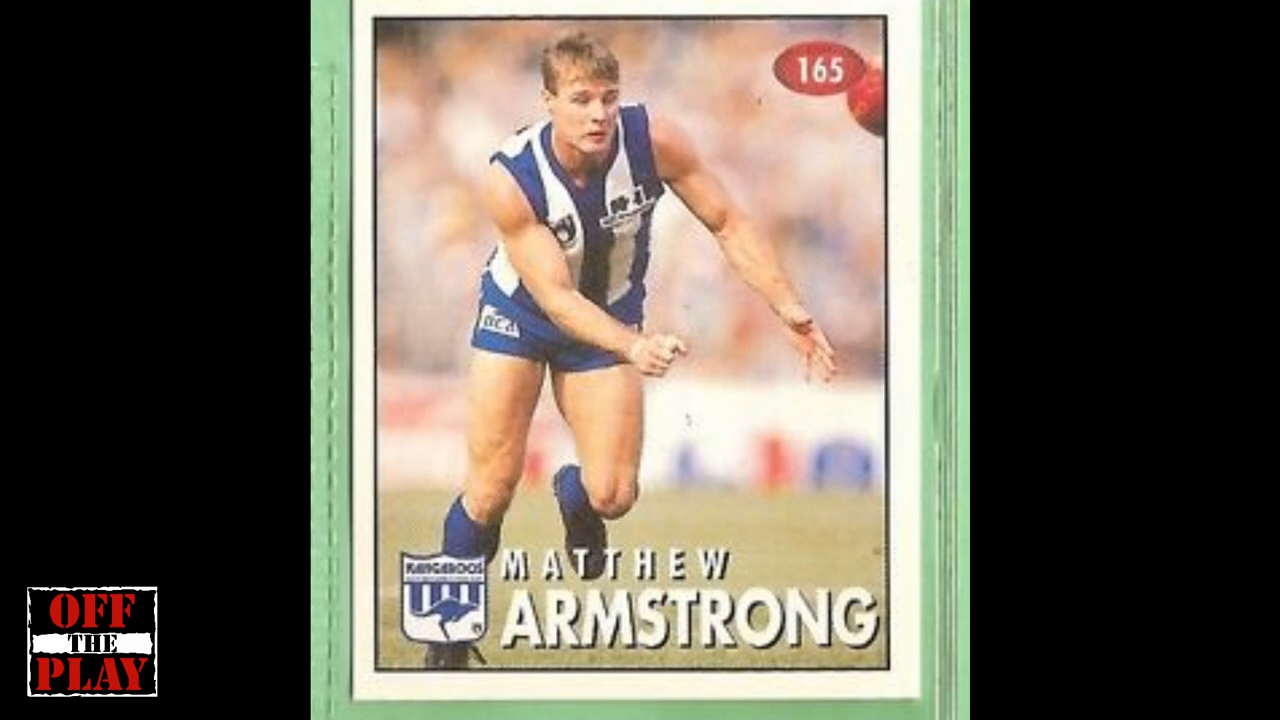 165
KANGAROOS
MATTHEW
ARMSTRONG
OFF
THE
PLAY